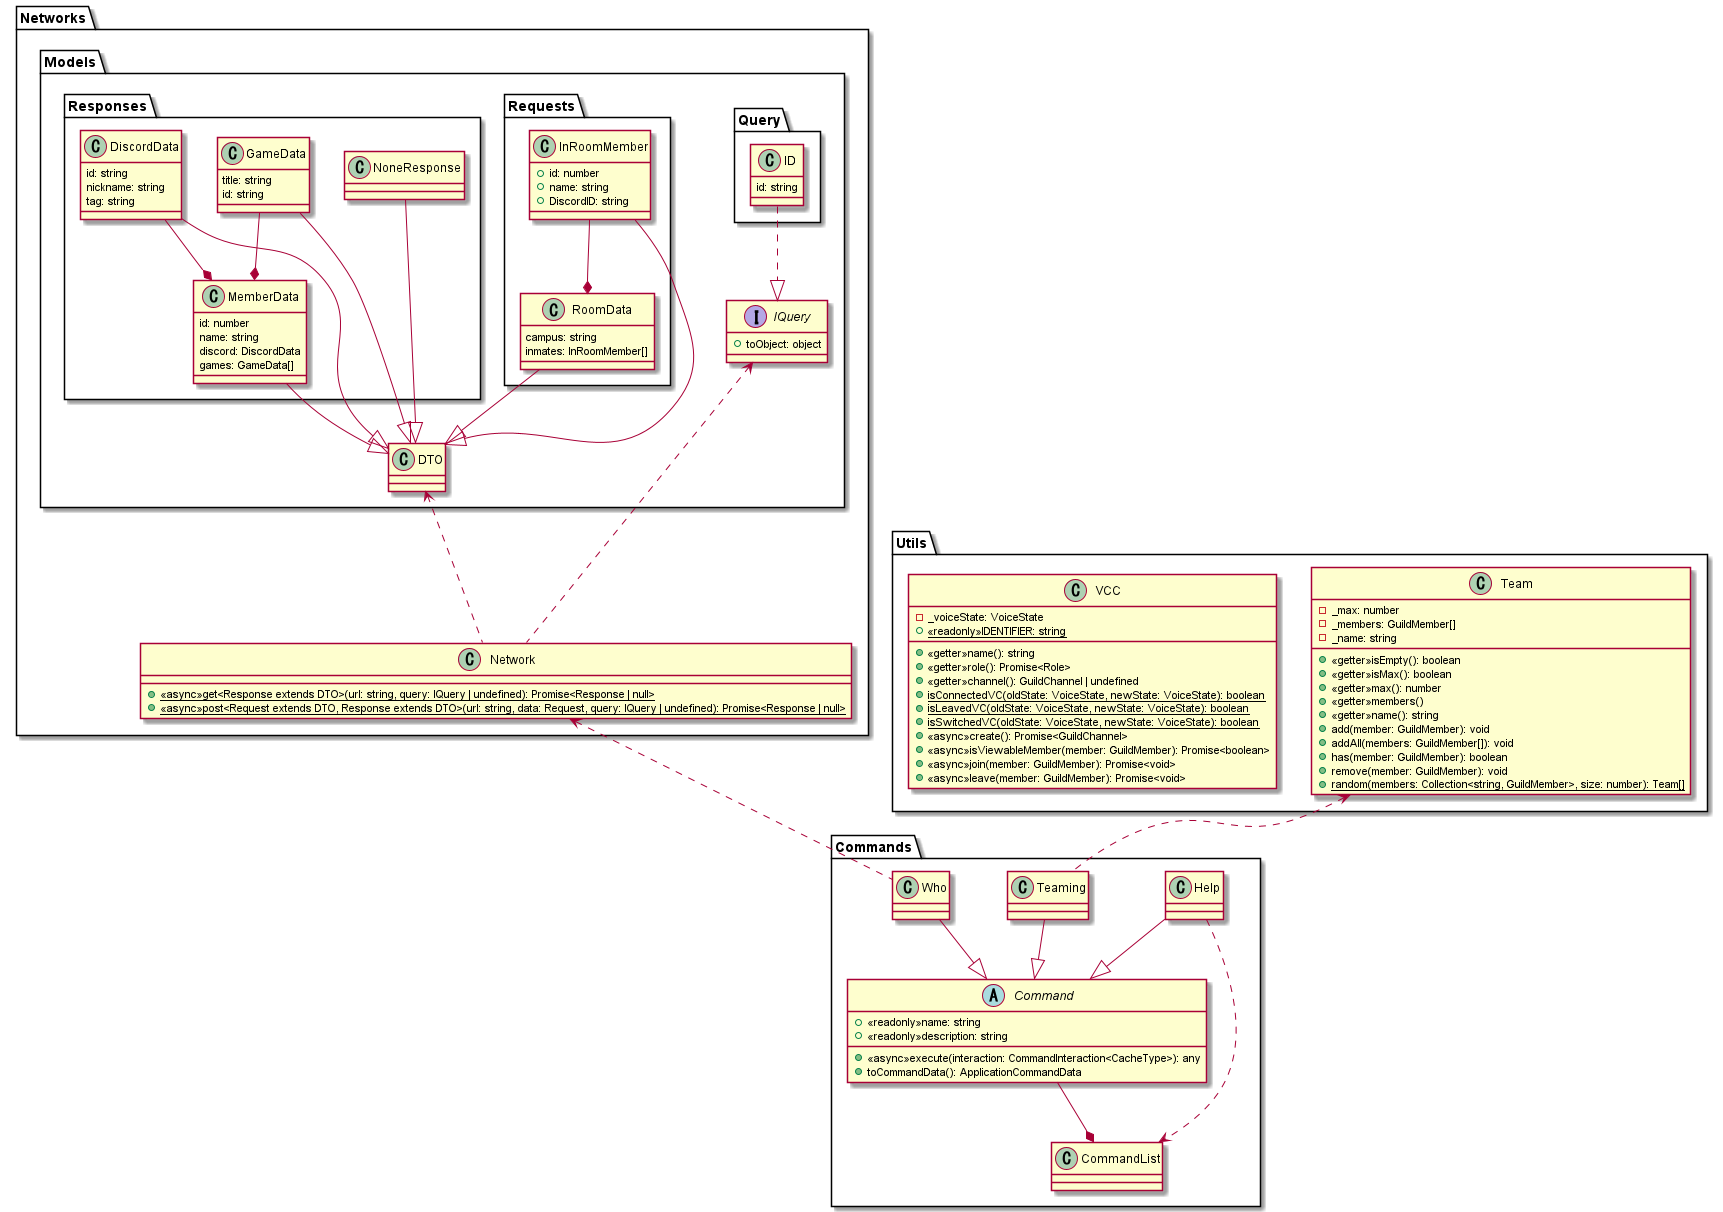 Networks
Models
Responses
C DiscordData
id: string
nickname: string
tag: string
C GameData
title: string
id: string
C NoneResponse
C MemberData
id: number
name: string
discord: DiscordData
games: GameData[]
Requests
C InRoomMember
id: number
name: string
DiscordID: string
C RoomData
campus: string
inmates: InRoomMember[]
Query
C ID
id: string
I IQuery
toObject: object
C DTO
C Network
«async»get<Response extends DTO>(url: string, query: IQuery | undefined): Promise<Response | null>
«async»post<Request extends DTO, Response extends DTO>(url: string, data: Request, query: IQuery | undefined): Promise<Response | null>
Utils
C VCC
_voiceState: VoiceState
«readonly»IDENTIFIER: string
«getter»name(): string
«getter»role(): Promise<Role>
«getter»channel(): GuildChannel | undefined
isConnectedVC(oldState: VoiceState, newState: VoiceState): boolean
isLeavedVC(oldState: VoiceState, newState: VoiceState): boolean
isSwitchedVC(oldState: VoiceState, newState: VoiceState): boolean
«async»create(): Promise<GuildChannel>
«async»isViewableMember(member: GuildMember): Promise<boolean>
«async»join(member: GuildMember): Promise<void>
«async»leave(member: GuildMember): Promise<void>
C Team
_max: number
_members: GuildMember[]
_name: string
«getter»isEmpty(): boolean
«getter»isMax(): boolean
«getter»max(): number
«getter»members()
«getter»name(): string
add(member: GuildMember): void
addAll(members: GuildMember[]): void
has(member: GuildMember): boolean
remove(member: GuildMember): void
random(members: Collection<string, GuildMember>, size: number): Team[]
Commands
C Who
C Teaming
C Help
A Command
«readonly»name: string
«readonly»description: string
«async»execute(interaction: CommandInteraction<CacheType>): any
toCommandData(): ApplicationCommandData
C CommandList